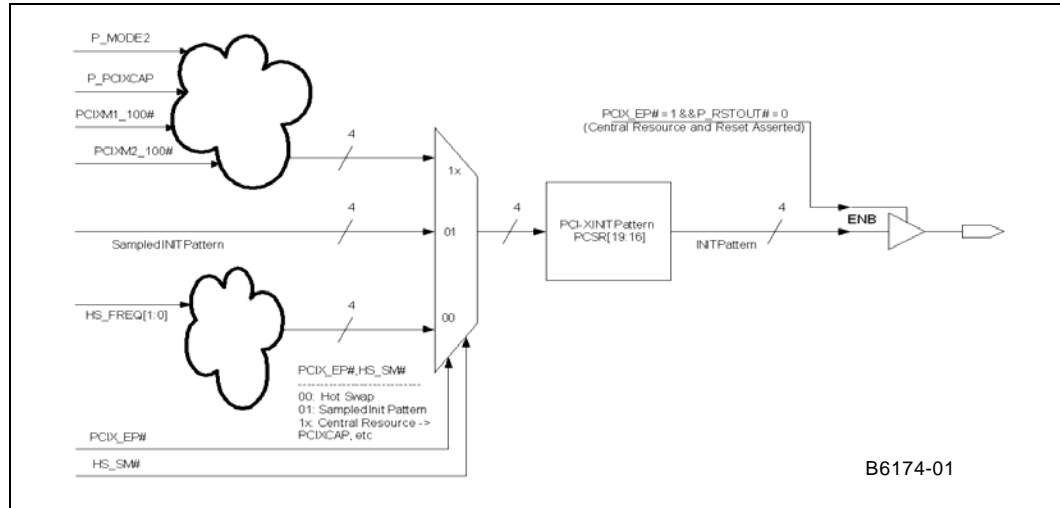 P_MODE2
P_PCIXCAP
PCIXM1_100#
PCIXM2_100#
4
1x
PCIX_EP# = 1 &&P_RSTOUT# = 0
(Central Resource and Reset Asserted)
Sampled INIT Pattern
4
01
4
PCI-X INIT Pattern
PCSR[19:16]
INIT Pattern
4
ENB
HS_FREQ[1:0]
4
00
PCIX_EP#,HS_SM#
----------------------------
00: Hot Swap
01: Sampled Init Pattern
1x: Central Resource ->
PCIXCAP, etc
PCIX_EP#
HS_SM#
B6174-01